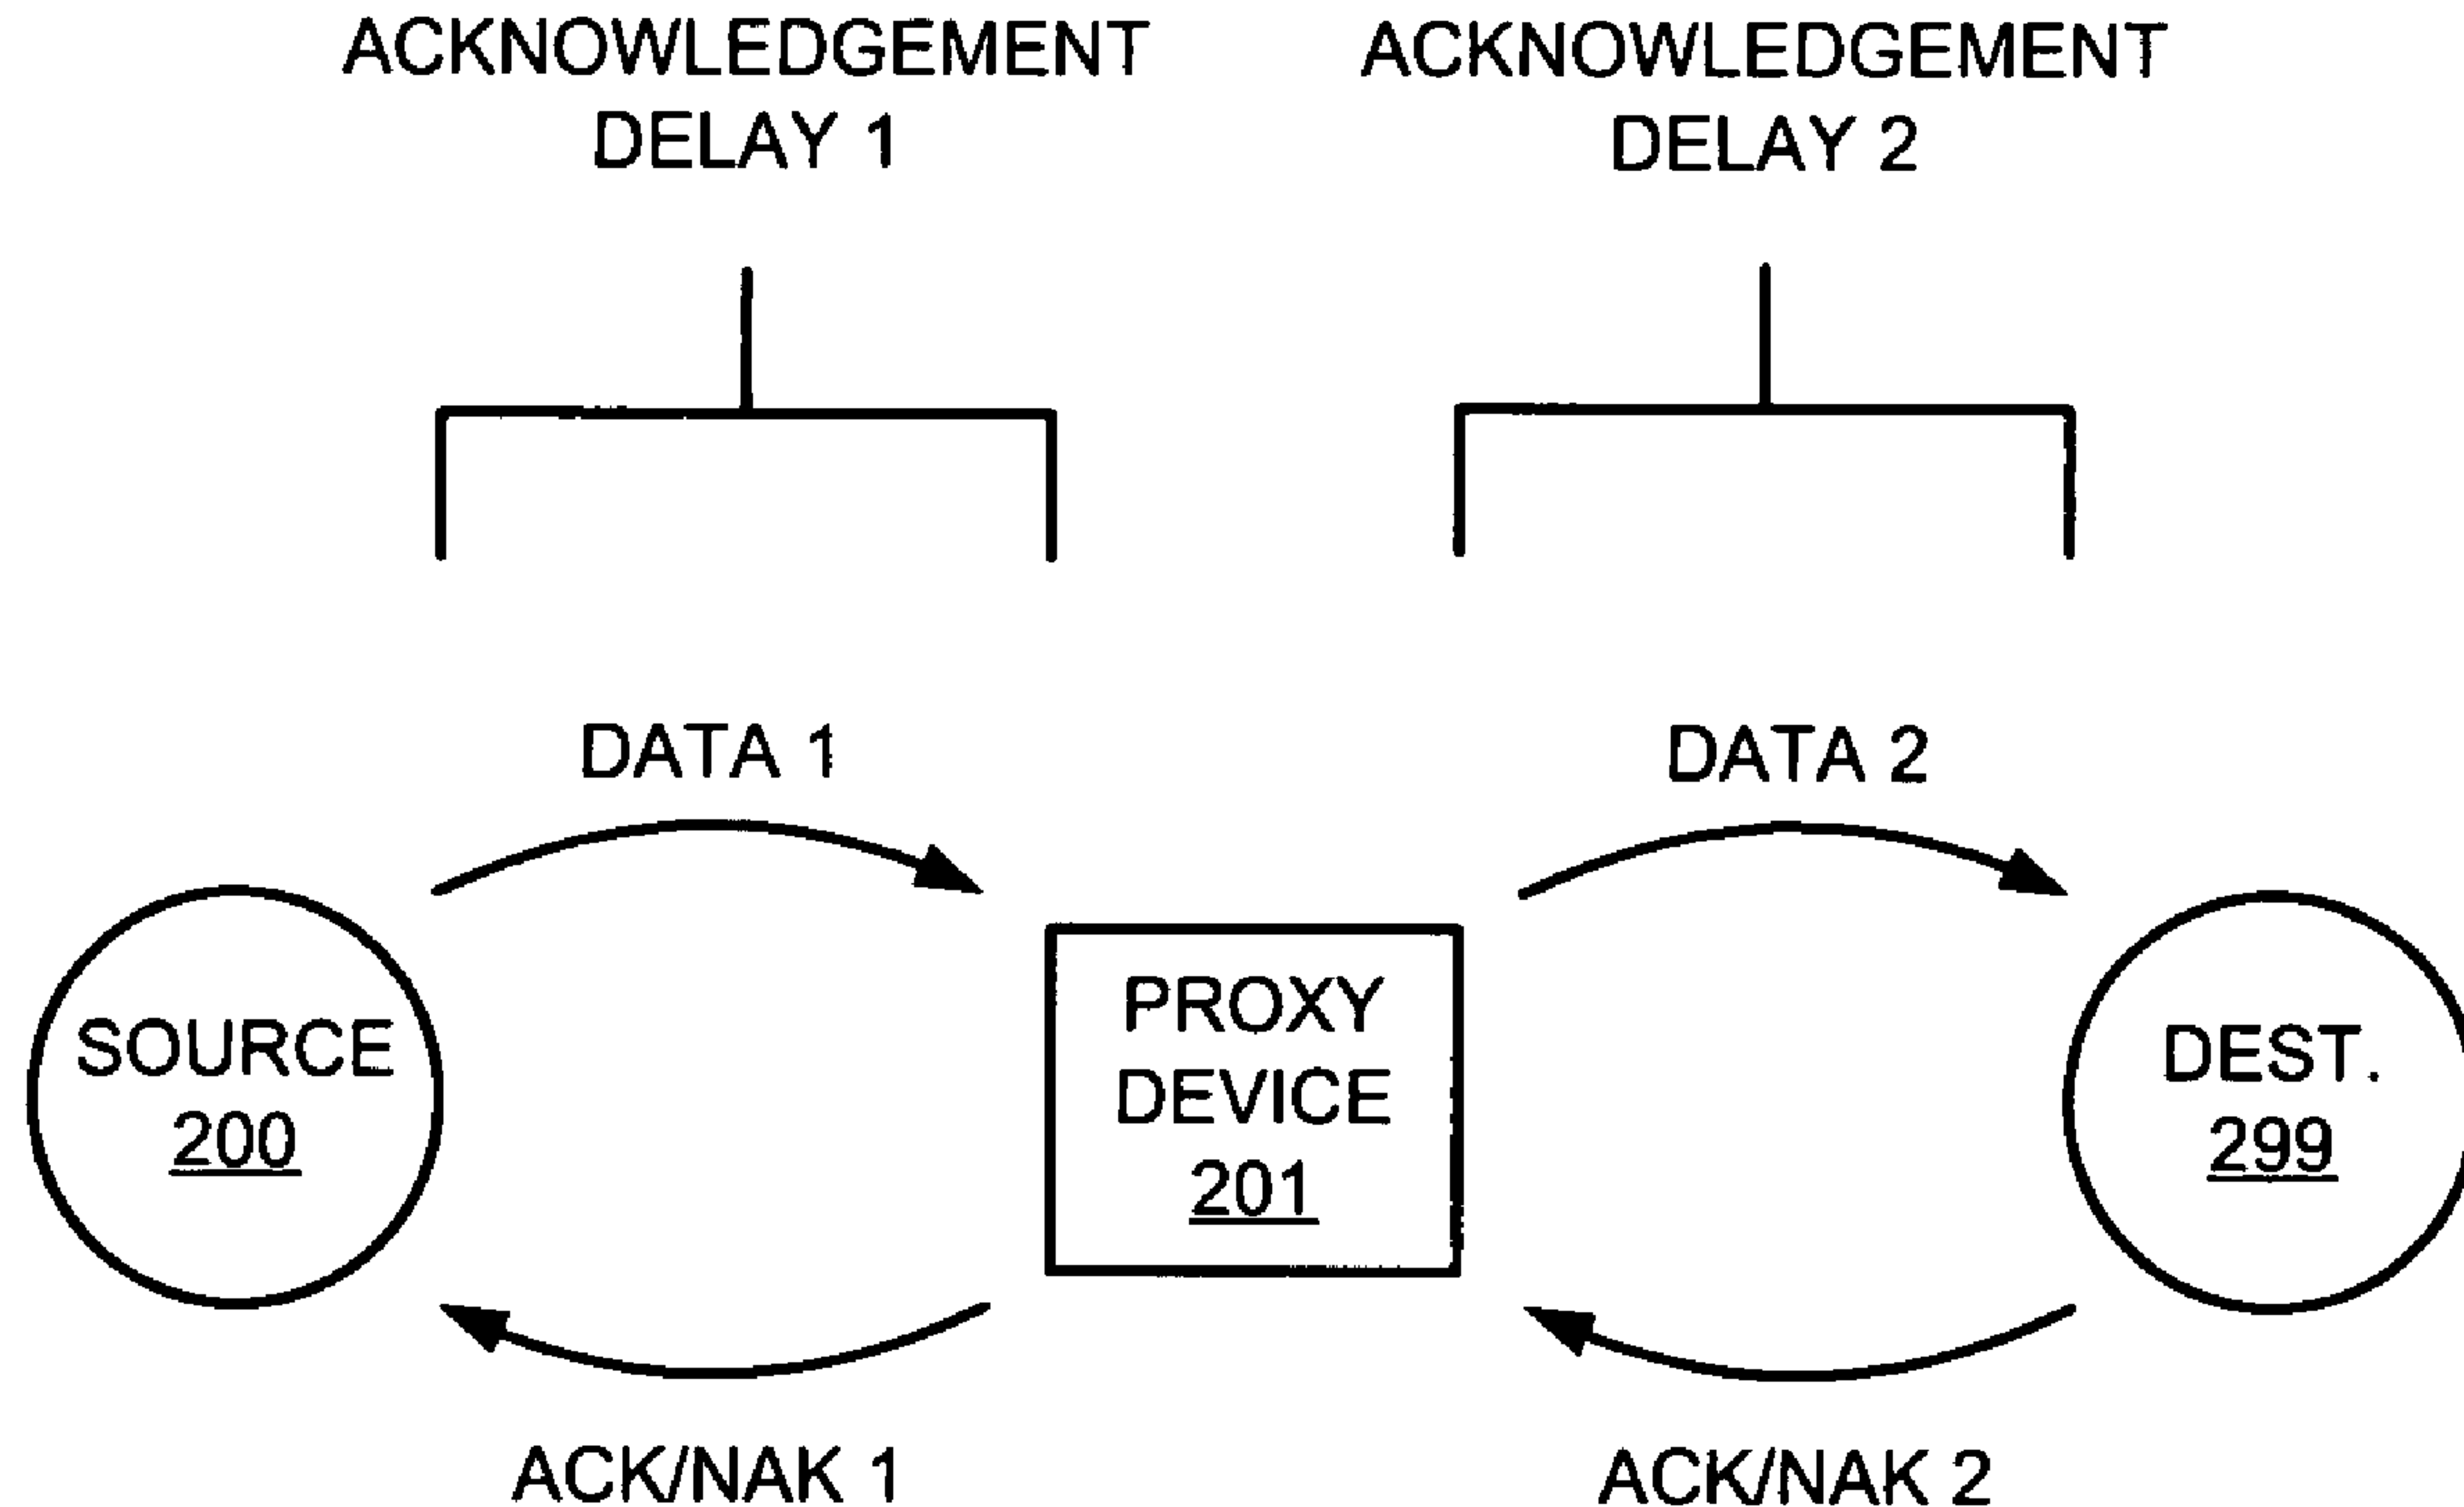 ACKNOWLEDGEMENT
DELAY 1
ACKNOWLEDGEMENT
DELAY 2
DATA 1
DATA 2
SOURCE
200
PROXY
DEVICE
201
DEST.
299
ACK/NAK 1
ACK/NAK 2